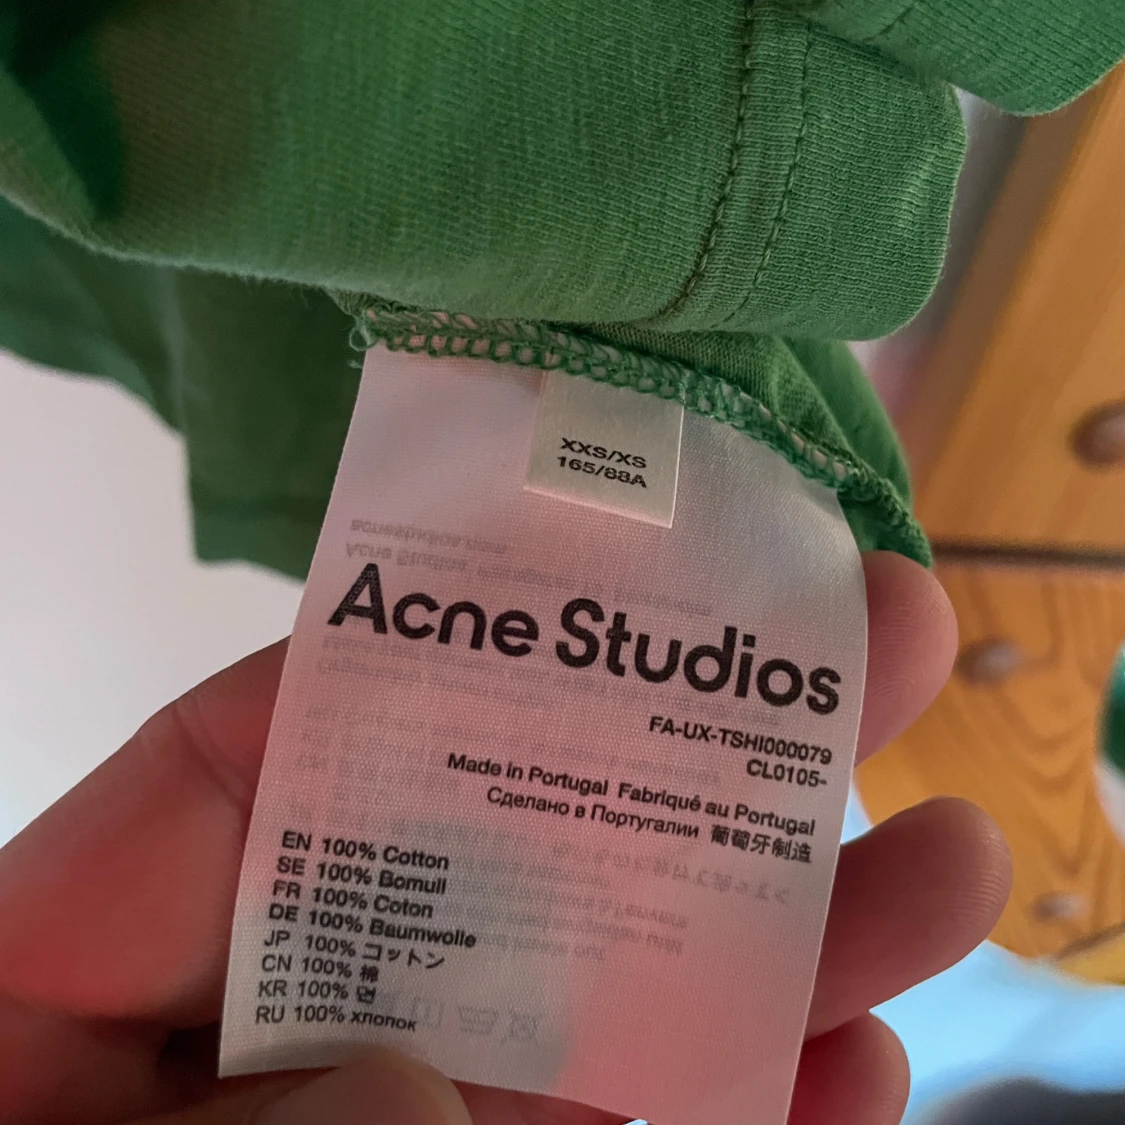 XXS/XS
165/88A
Acne Studios
FA-UX-TSHI000079
CL0105-
Made in Portugal Fabriqué au Portugal
Сделано в Португалии 葡萄牙制造
EN 100% Cotton
SE 100% Bomull
FR 100% Coton
DE 100% Baumwolle
JP 100% コットン
CN 100% 棉
KR 100% 면
RU 100% хлопок